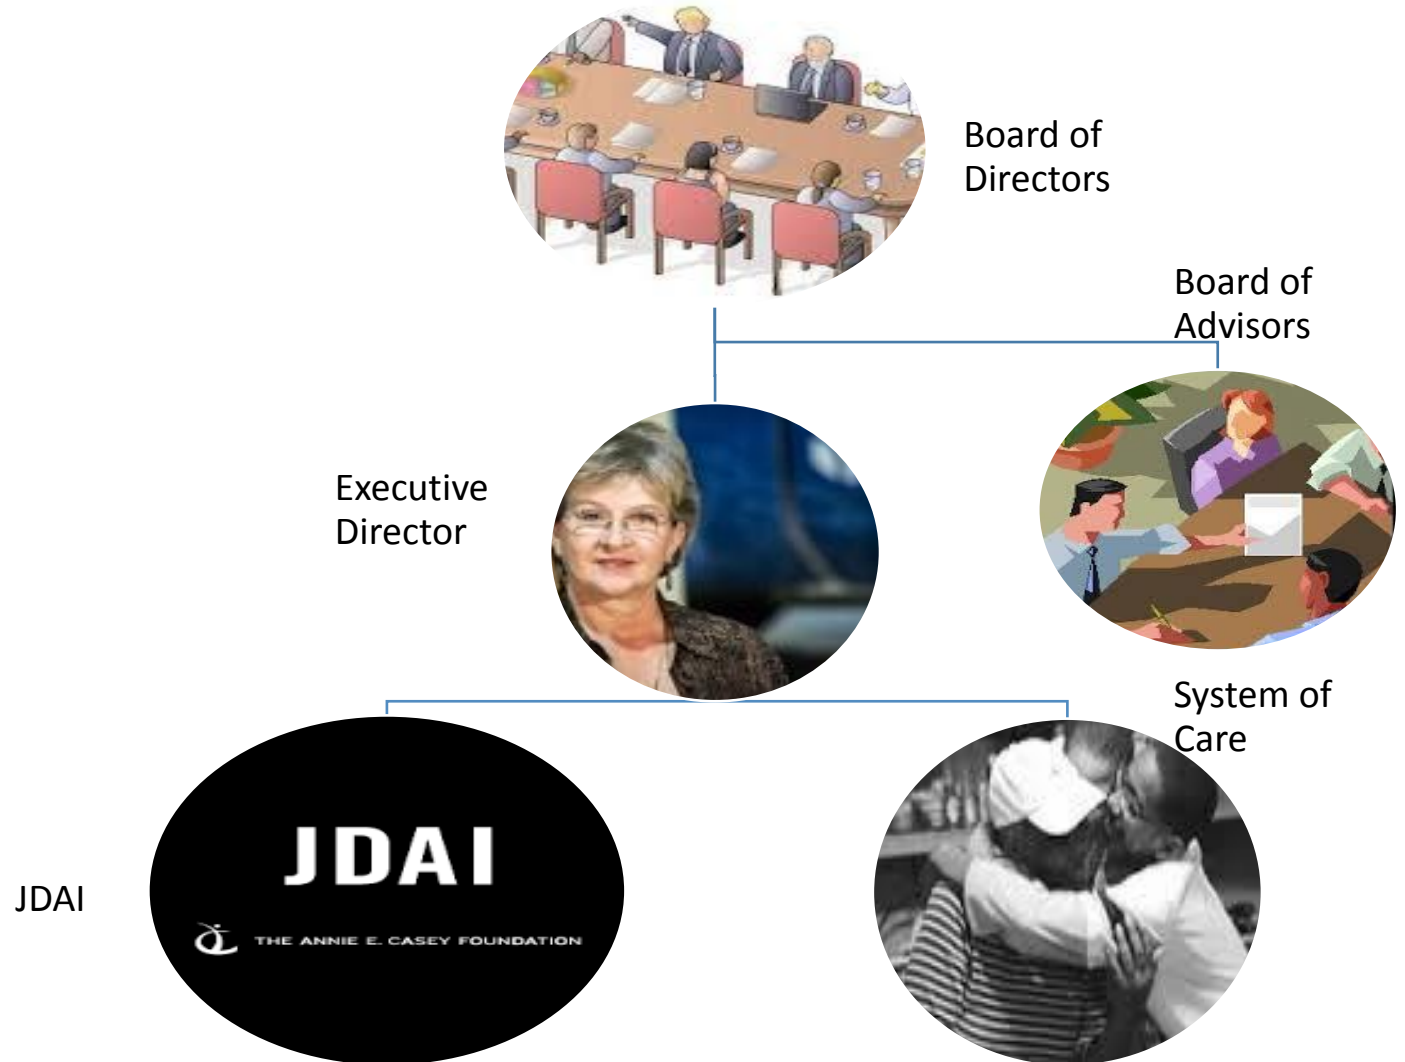 Board of
Directors
Board of
Advisors
Executive
Director
System of
Care
JDAI
JDAI
THE ANNIE E. CASEY FOUNDATION